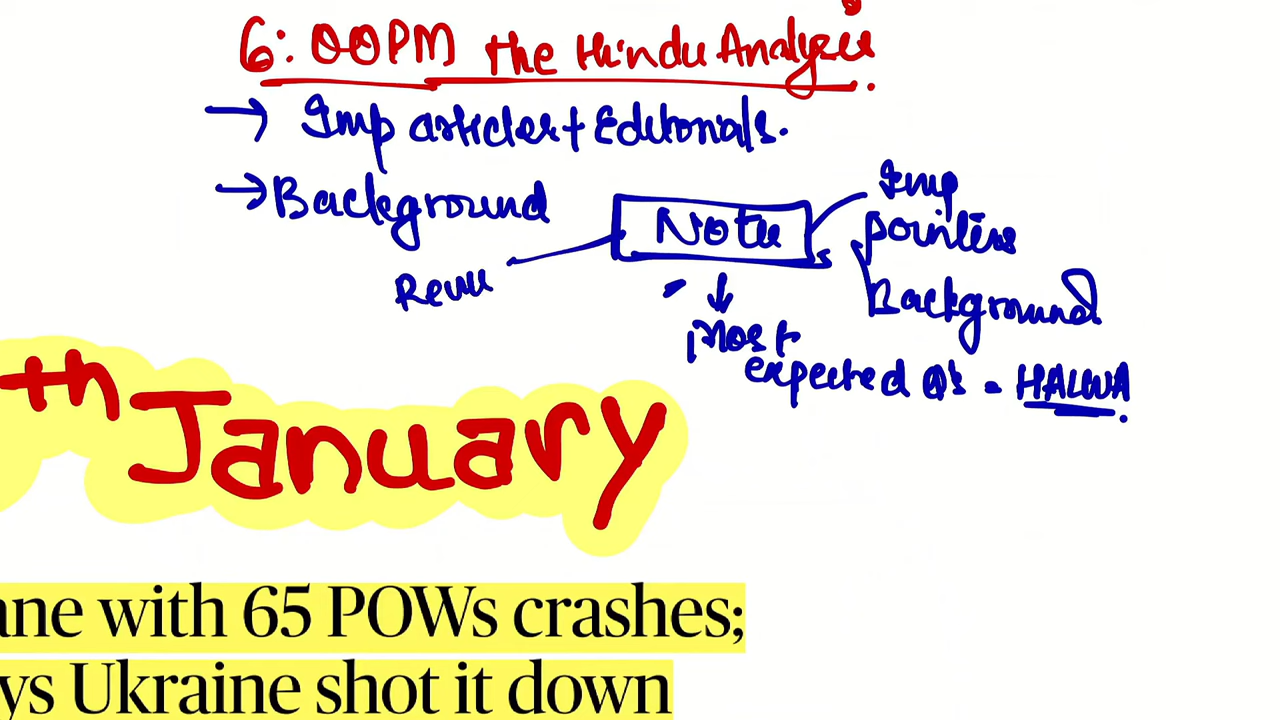 6:00PM the Hindu Analysis.
→ Imp articles + Editorials.
→ Background
Note
Imp
pointers
Background
Most
expected Q's = HALWA
th January
ane with 65 POWs crashes;
ys Ukraine shot it down